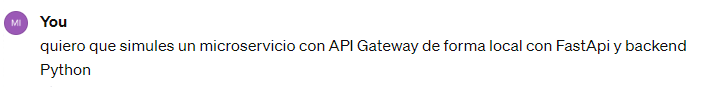 MI
You
quiero que simules un microservicio con API Gateway de forma local con FastApi y backend
Python